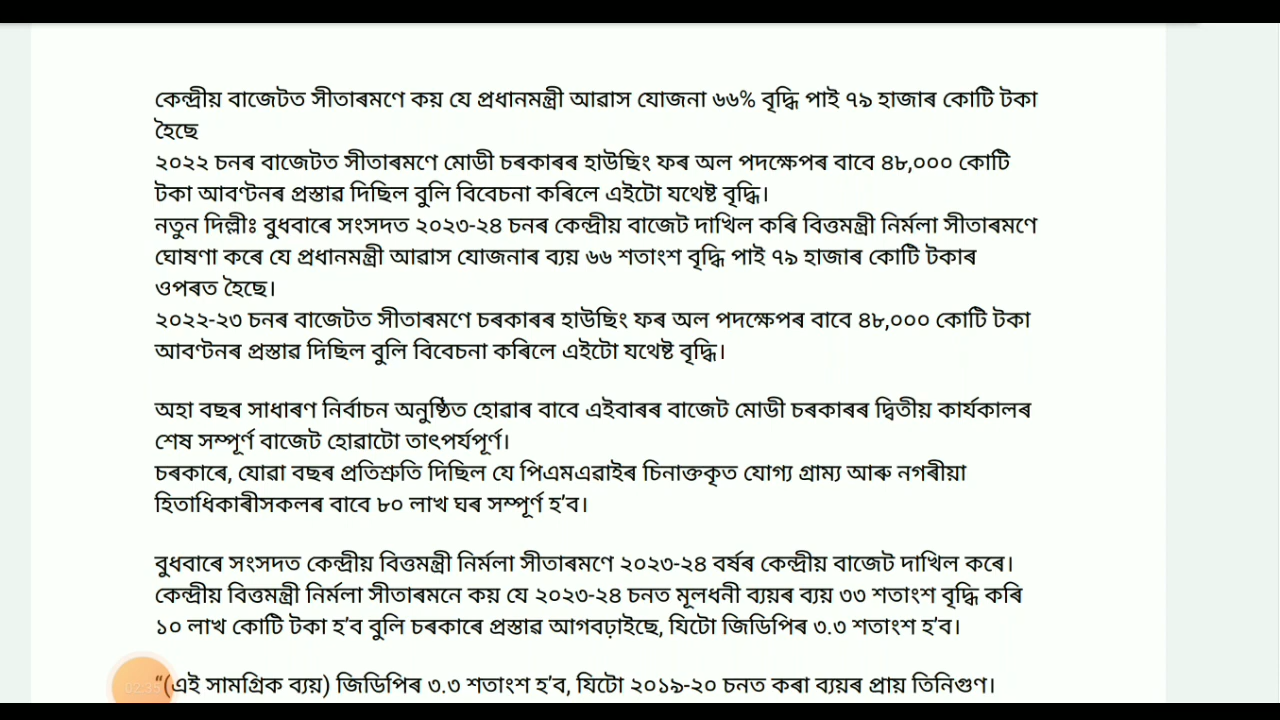 কেন্দ্ৰীয় বাজেটত সীতাৰমণে কয় যে প্ৰধানমন্ত্ৰী আৱাস যোজনা ৬৬% বৃদ্ধি পাই ৭৯ হাজাৰ কোটি টকা
হৈছে
২০২২ চনৰ বাজেটত সীতাৰমণে মোডী চৰকাৰৰ হাউছিং ফৰ অল পদক্ষেপৰ বাবে ৪৮,০০০ কোটি
টকা আবণ্টনৰ প্ৰস্তাৱ দিছিল বুলি বিবেচনা কৰিলে এইটো যথেষ্ট বৃদ্ধি।
নতুন দিল্লীঃ বুধবাৰে সংসদত ২০২৩-২৪ চনৰ কেন্দ্ৰীয় বাজেট দাখিল কৰি বিত্তমন্ত্ৰী নিৰ্মলা সীতাৰমণে
ঘোষণা কৰে যে প্ৰধানমন্ত্ৰী আৱাস যোজনাৰ ব্যয় ৬৬ শতাংশ বৃদ্ধি পাই ৭৯ হাজাৰ কোটি টকাৰ
ওপৰত হৈছে।
২০২২-২৩ চনৰ বাজেটত সীতাৰমণে চৰকাৰৰ হাউছিং ফৰ অল পদক্ষেপৰ বাবে ৪৮,০০০ কোটি টকা
আবণ্টনৰ প্ৰস্তাৱ দিছিল বুলি বিবেচনা কৰিলে এইটো যথেষ্ট বৃদ্ধি।
অহা বছৰ সাধাৰণ নিৰ্বাচন অনুষ্ঠিত হোৱাৰ বাবে এইবাৰৰ বাজেট মোডী চৰকাৰৰ দ্বিতীয় কাৰ্যকালৰ
শেষ সম্পূৰ্ণ বাজেট হোৱাটো তাৎপৰ্যপূৰ্ণ।
চৰকাৰে, যোৱা বছৰ প্ৰতিশ্ৰুতি দিছিল যে পিএমএৱাইৰ চিনাক্তকৃত যোগ্য গ্ৰাম্য আৰু নগৰীয়া
হিতাধিকাৰীসকলৰ বাবে ৮০ লাখ ঘৰ সম্পূৰ্ণ হ’ব।
বুধবাৰে সংসদত কেন্দ্ৰীয় বিত্তমন্ত্ৰী নিৰ্মলা সীতাৰমণে ২০২৩-২৪ বৰ্ষৰ কেন্দ্ৰীয় বাজেট দাখিল কৰে।
কেন্দ্ৰীয় বিত্তমন্ত্ৰী নিৰ্মলা সীতাৰমনে কয় যে ২০২৩-২৪ চনত মূলধনী ব্যয়ৰ ব্যয় ৩৩ শতাংশ বৃদ্ধি কৰি
১০ লাখ কোটি টকা হ’ব বুলি চৰকাৰে প্ৰস্তাৱ আগবঢ়াইছে, যিটো জিডিপিৰ ৩.৩ শতাংশ হ’ব।
“(এই সামগ্ৰিক ব্যয়) জিডিপিৰ ৩.৩ শতাংশ হ’ব, যিটো ২০১৯-২০ চনত কৰা ব্যয়ৰ প্ৰায় তিনিগুণ।